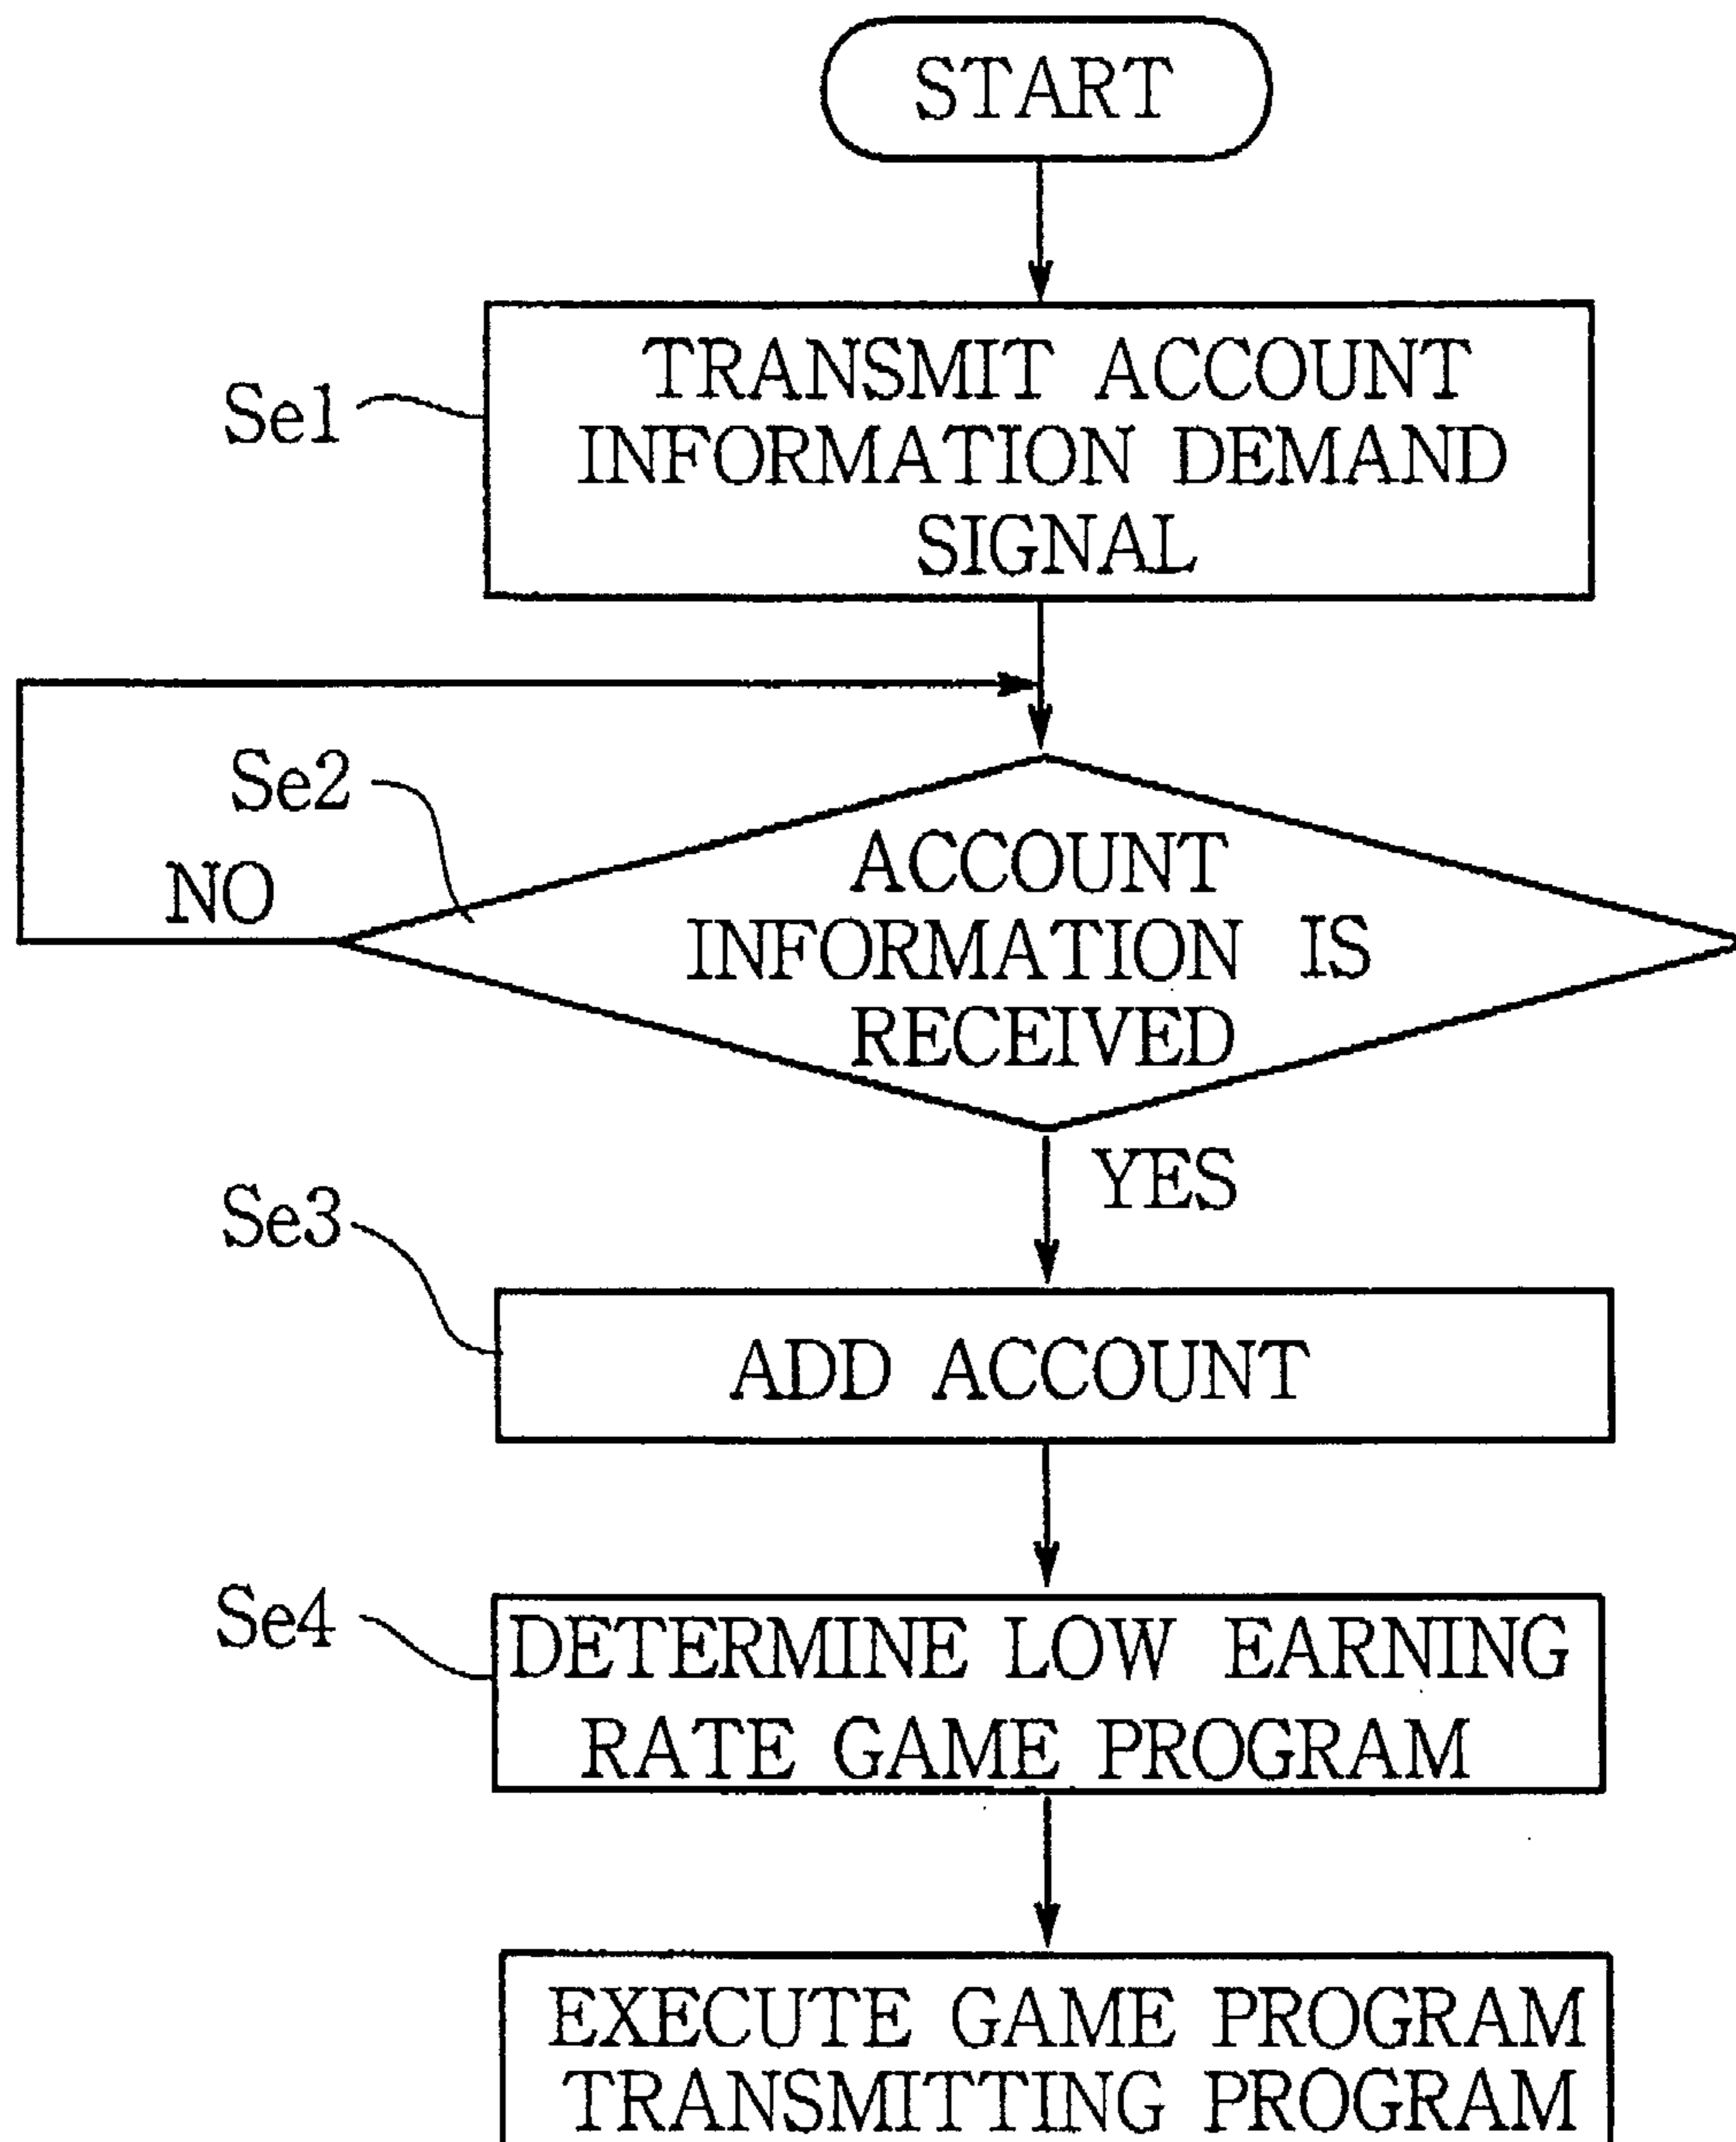 START
Se1
TRANSMIT ACCOUNT
INFORMATION DEMAND
SIGNAL
Se2
NO
ACCOUNT
INFORMATION IS
RECEIVED
YES
Se3
ADD ACCOUNT
Se4
DETERMINE LOW EARNING
RATE GAME PROGRAM
EXECUTE GAME PROGRAM
TRANSMITTING PROGRAM